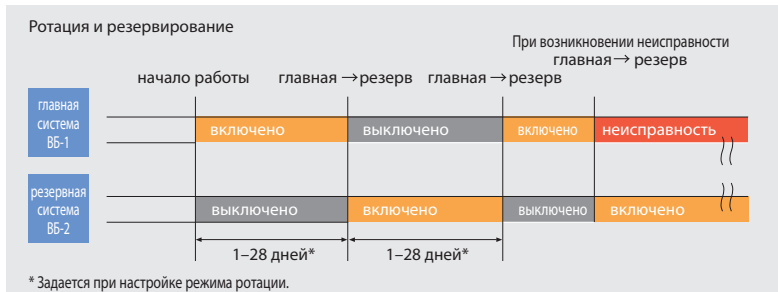 Ротация и резервирование
При возникновении неисправности
главная → резерв
начало работы
главная → резерв
главная → резерв
главная
система
ВБ-1
включено
выключено
включено
неисправность
резервная
система
ВБ-2
выключено
включено
выключено
включено
1–28 дней*
1–28 дней*
* Задается при настройке режима ротации.